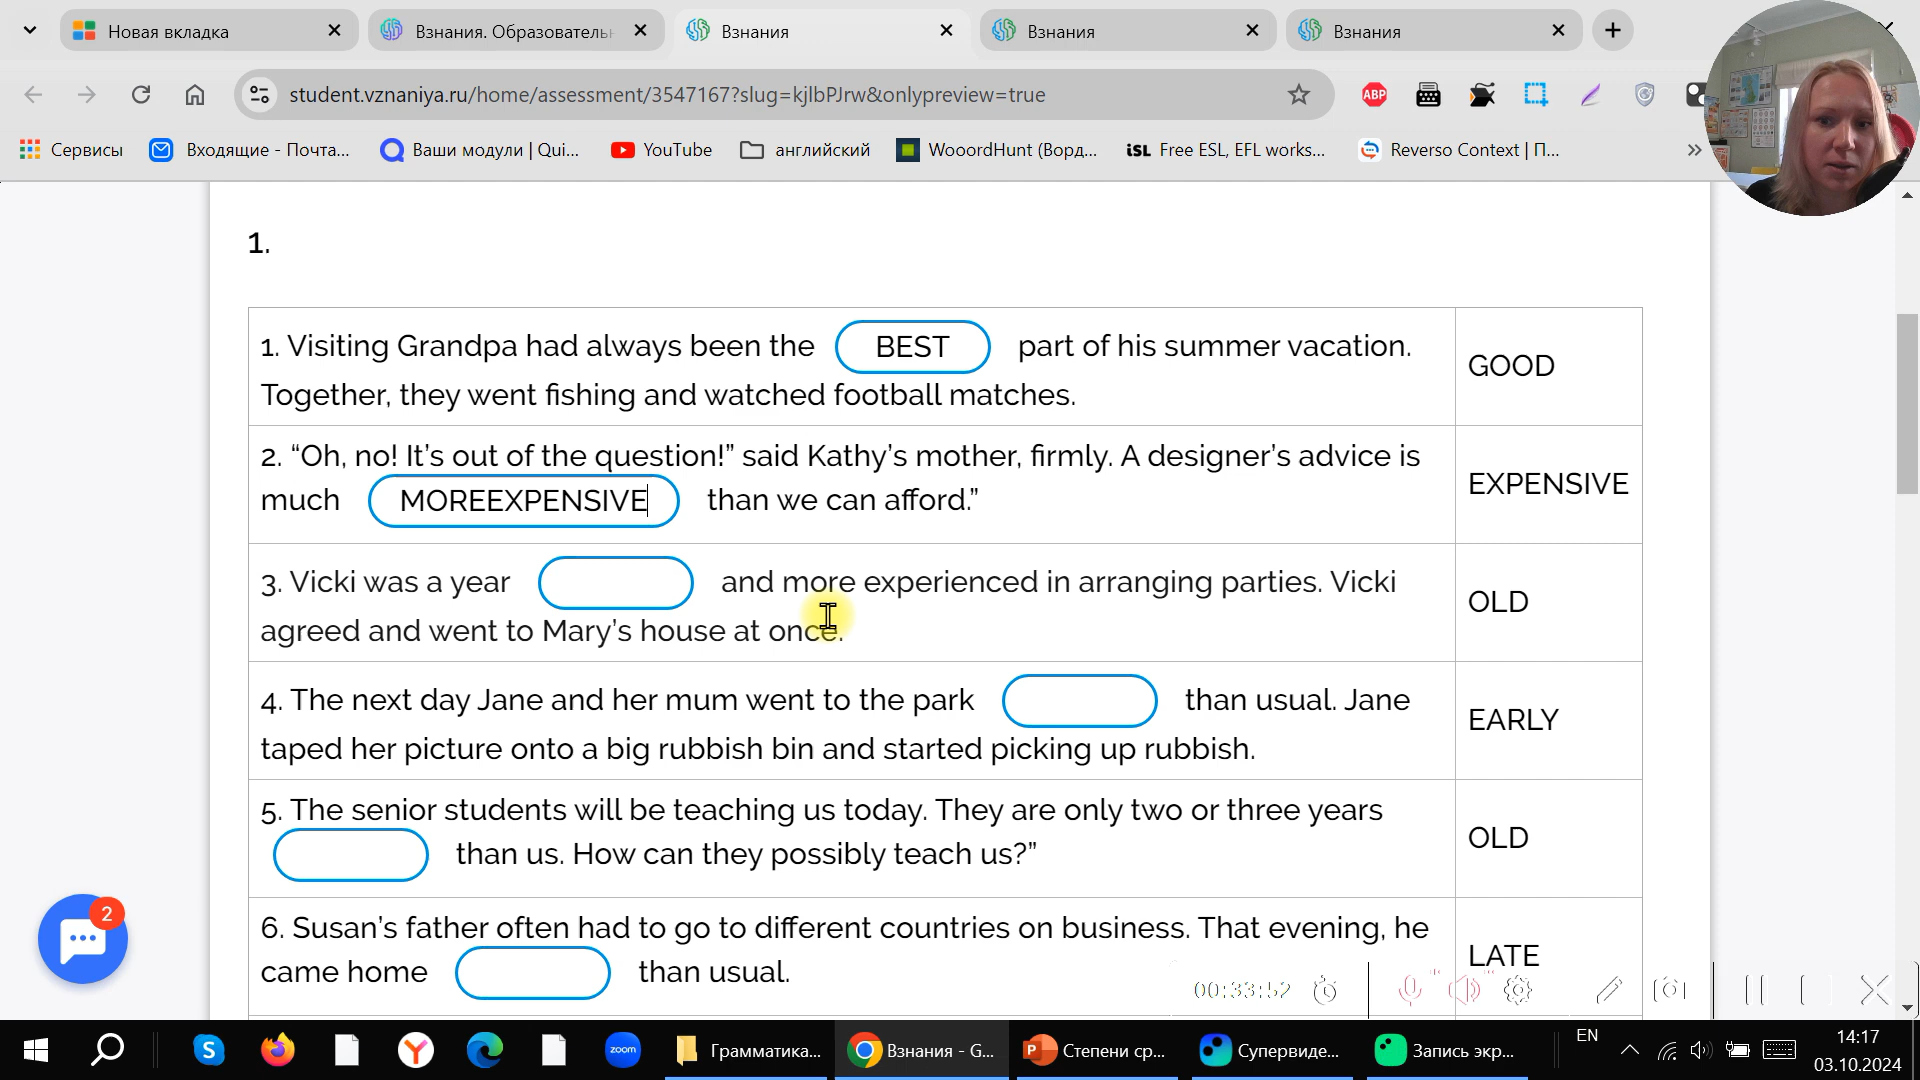 Новая вкладка
Взнания. Образователь
Взнания
Взнания
Взнания
student.vznaniya.ru/home/assessment/3547167?slug=kjlbPJrw&onlypreview=true
ABP
Сервисы
Входящие - Почта...
Ваши модули | Qui...
YouTube
английский
WooordHunt (Ворд...
iSL Free ESL, EFL works...
Reverso Context | П...
»
1.
1. Visiting Grandpa had always been the BEST part of his summer vacation.
Together, they went fishing and watched football matches.
GOOD
2. “Oh, no! It’s out of the question!” said Kathy’s mother, firmly. A designer’s advice is
much MOREEXPENSIVE than we can afford.”
EXPENSIVE
3. Vicki was a year and more experienced in arranging parties. Vicki
agreed and went to Mary’s house at once.
OLD
4. The next day Jane and her mum went to the park than usual. Jane
taped her picture onto a big rubbish bin and started picking up rubbish.
EARLY
5. The senior students will be teaching us today. They are only two or three years
than us. How can they possibly teach us?”
OLD
6. Susan’s father often had to go to different countries on business. That evening, he
came home than usual.
LATE
2
00:33:52
zoom
Грамматика...
Взнания - G...
Степени ср...
Супервиде...
Запись экр...
EN
14:17
03.10.2024